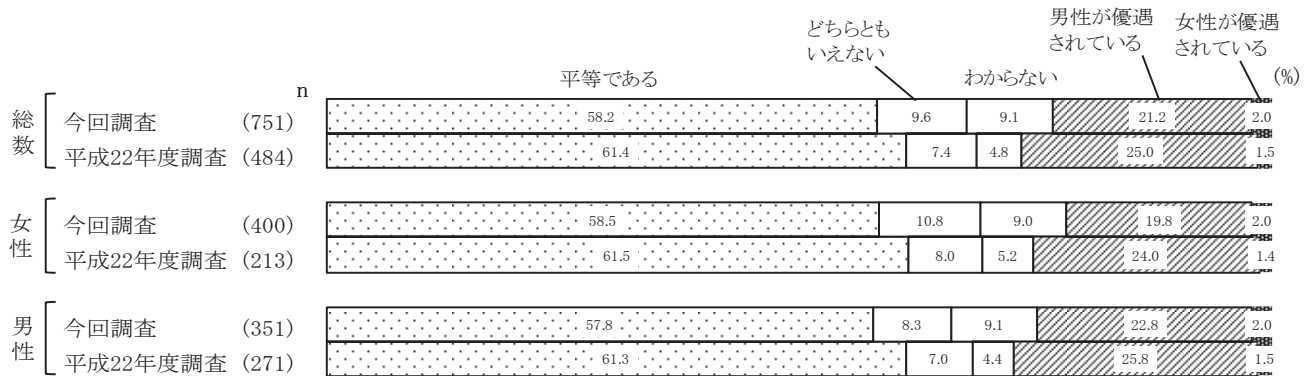 どちらとも
いえない
男性が優遇
されている
女性が優遇
されている
n
平等である
わからない
(%)
総数
今回調査 (751) 58.2 9.6 9.1 21.2 2.0
平成22年度調査 (484) 61.4 7.4 4.8 25.0 1.5
女性
今回調査 (400) 58.5 10.8 9.0 19.8 2.0
平成22年度調査 (213) 61.5 8.0 5.2 24.0 1.4
男性
今回調査 (351) 57.8 8.3 9.1 22.8 2.0
平成22年度調査 (271) 61.3 7.0 4.4 25.8 1.5